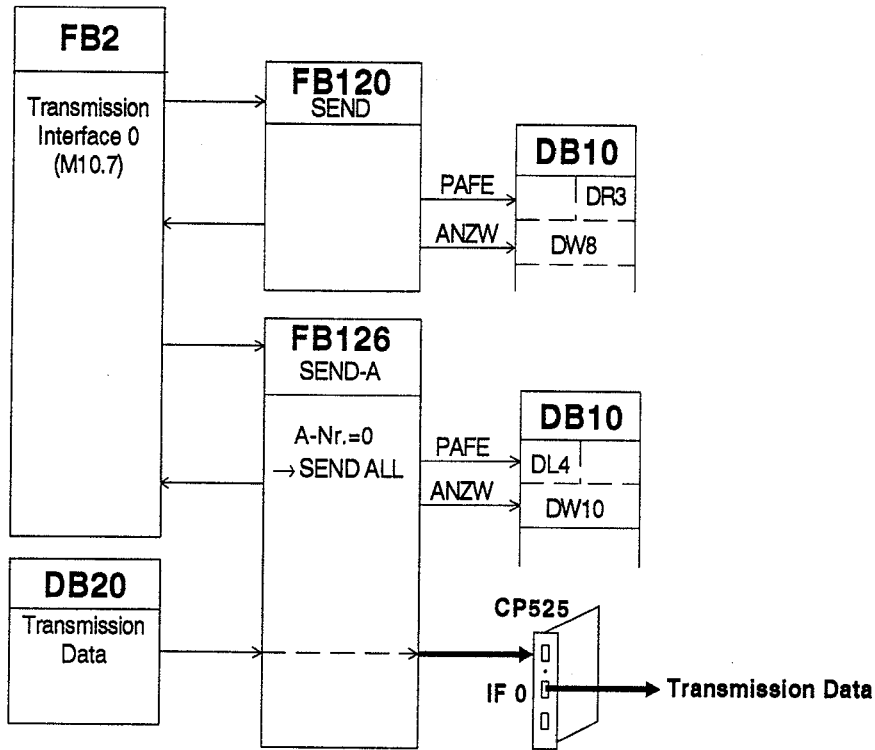 FB2
Transmission
Interface 0
(M10.7)
FB120
SEND
PAFE
ANZW
DB10
DR3
DW8
FB126
SEND-A
A-Nr.=0
→ SEND ALL
PAFE
ANZW
DB10
DL4
DW10
DB20
Transmission
Data
CP525
IF 0
Transmission Data